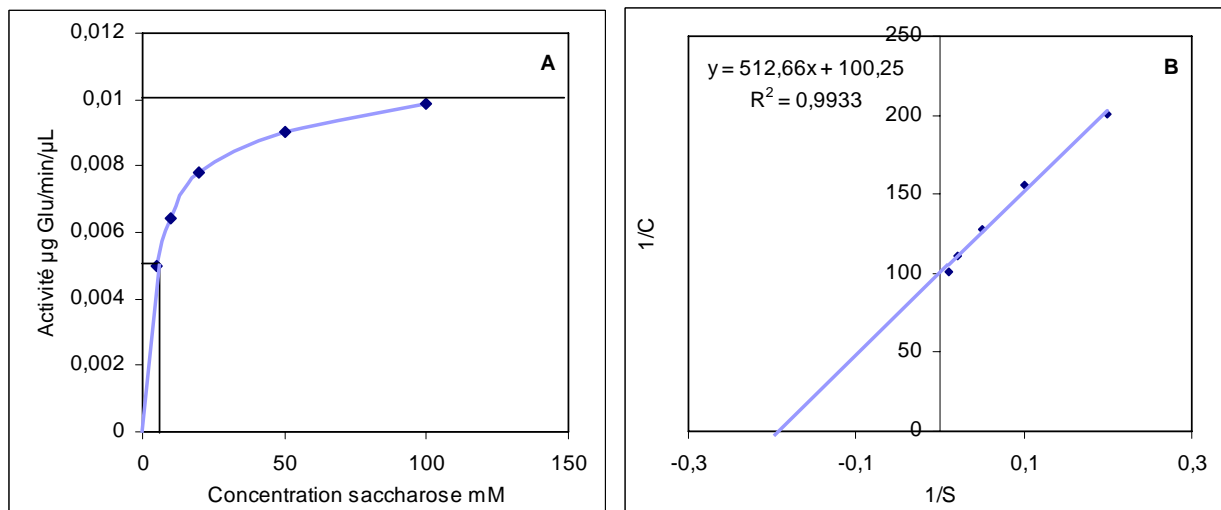 A
0,012
0,01
0,008
0,006
0,004
0,002
0
0 50 100 150
Activité µg Glu/min/µL
Concentration saccharose mM
B
y = 512,66x + 100,25
R² = 0,9933
250
200
150
100
50
0
-0,3 -0,1 0,1 0,3
1/C
1/S